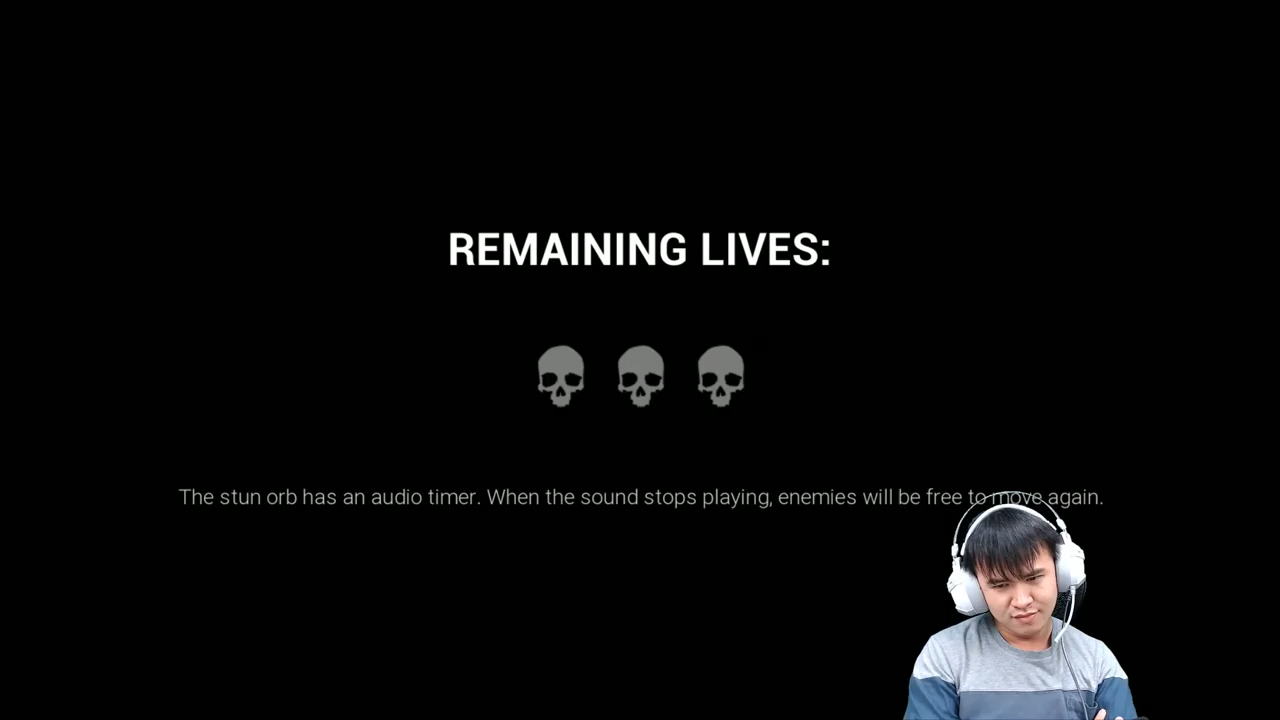 REMAINING LIVES:
The stun orb has an audio timer. When the sound stops playing, enemies will be free to move again.